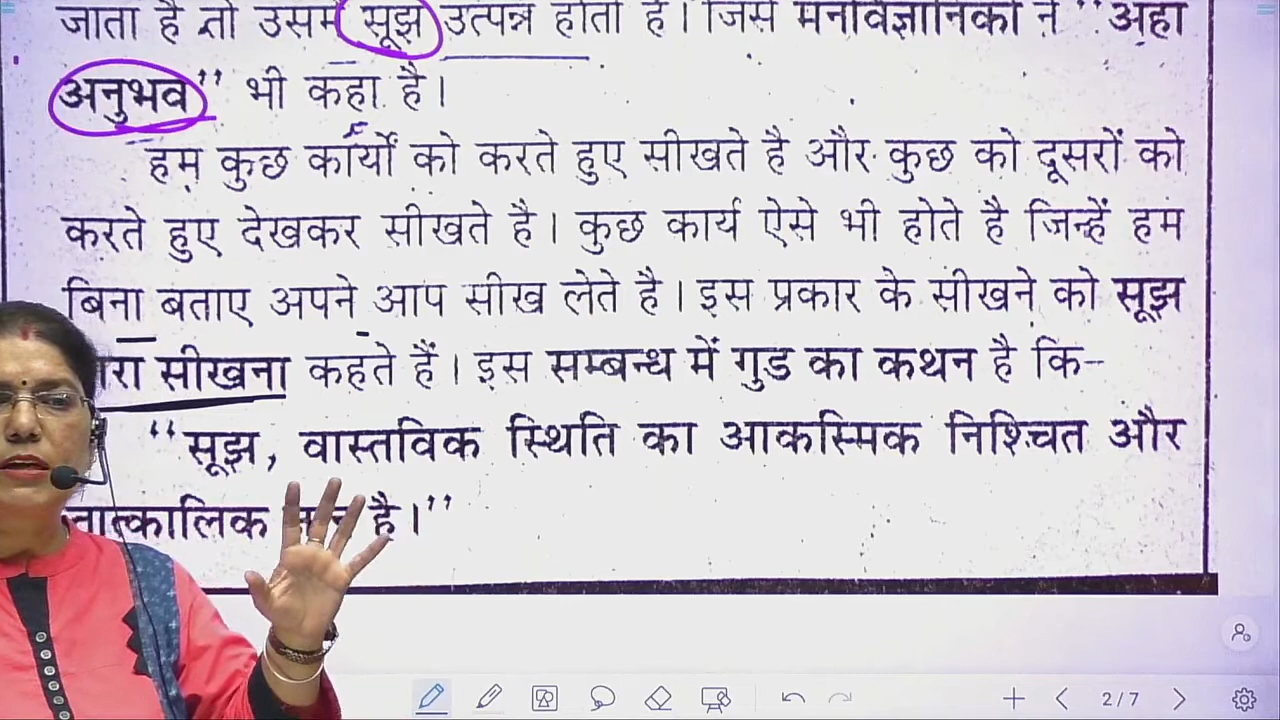 जाता है तो उसमें सूझ उत्पन्न होती है। जिसे मनोवैज्ञानिकों ने "अहा
अनुभव" भी कहा है।
हम कुछ कार्यों को करते हुए सीखते है और कुछ को दूसरों को
करते हुए देखकर सीखते है। कुछ कार्य ऐसे भी होते है जिन्हें हम
बिना बताए अपने आप सीख लेते है। इस प्रकार के सीखने को सूझ
सीखना कहते हैं। इस सम्बन्ध में गुड का कथन है कि–
"सूझ, वास्तविक स्थिति का आकस्मिक निश्चित और
तात्कालिक है।"
2/7